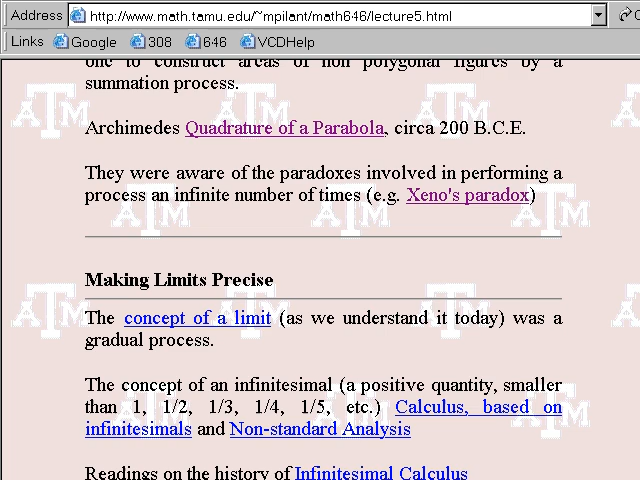 Address http://www.math.tamu.edu/~mpilant/math646/lecture5.html
Links Google 308 646 VCDHelp
one to construct areas of non polygonal figures by a
summation process.
Archimedes Quadrature of a Parabola, circa 200 B.C.E.
They were aware of the paradoxes involved in performing a
process an infinite number of times (e.g. Xeno's paradox)
Making Limits Precise
The concept of a limit (as we understand it today) was a
gradual process.
The concept of an infinitesimal (a positive quantity, smaller
than 1, 1/2, 1/3, 1/4, 1/5, etc.) Calculus, based on
infinitesimals and Non-standard Analysis
Readings on the history of Infinitesimal Calculus